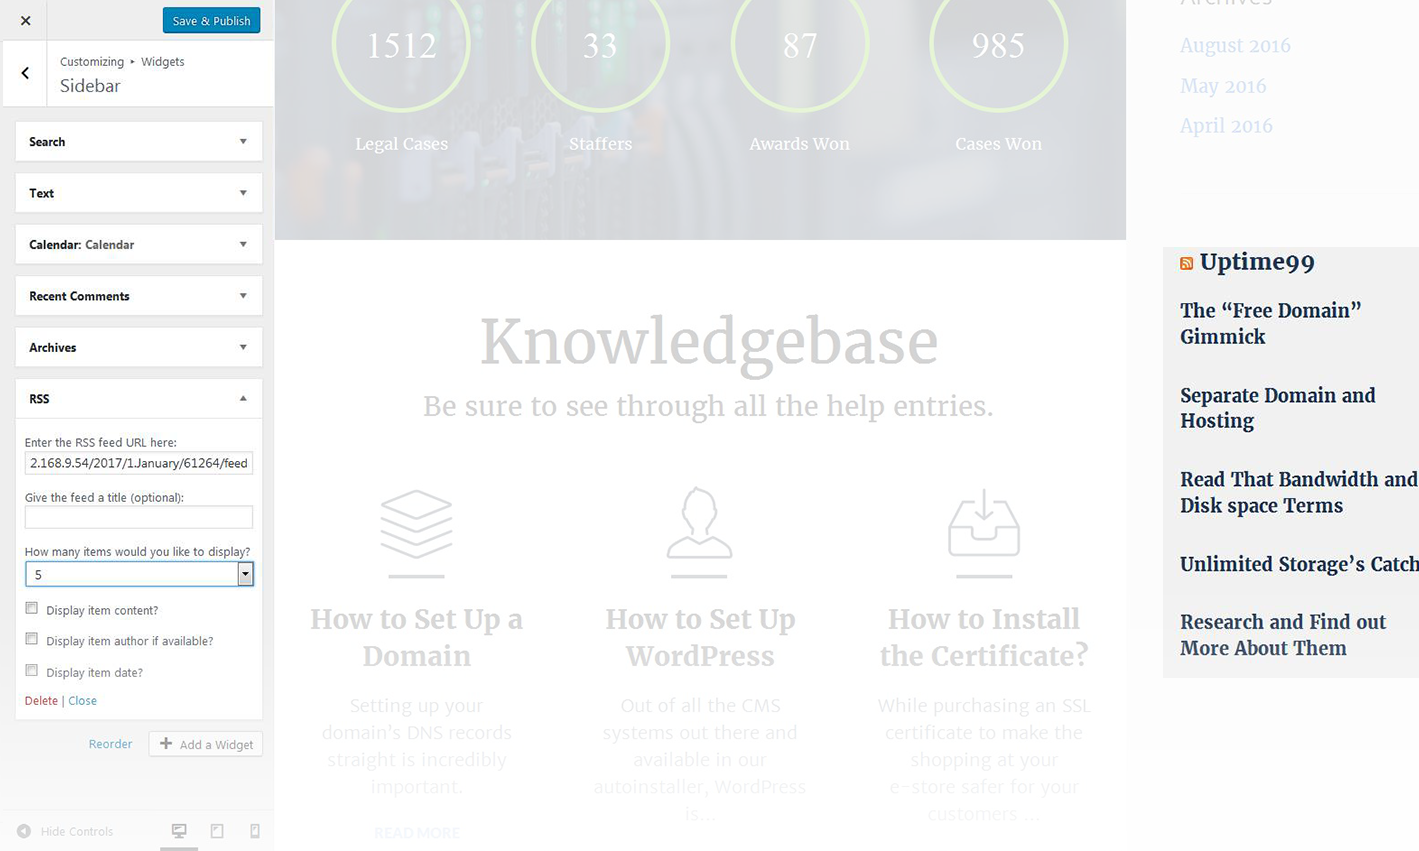 Save & Publish
Customizing ▸ Widgets
Sidebar
Search
Text
Calendar: Calendar
Recent Comments
Archives
RSS
Enter the RSS feed URL here:
2.168.9.54/2017/1.January/61264/feed
Give the feed a title (optional):
How many items would you like to display?
5
Display item content?
Display item author if available?
Display item date?
Delete | Close
Reorder
Add a Widget
Hide Controls
1512
33
87
985
Legal Cases
Staffers
Awards Won
Cases Won
Knowledgebase
Be sure to see through all the help entries.
How to Set Up a
Domain
Setting up your
domain’s DNS records
straight is incredibly
important.
READ MORE
How to Set Up
WordPress
Out of all the CMS
systems out there and
available in our
autoinstaller, WordPress
is...
How to Install
the Certificate?
While purchasing an SSL
certificate to make the
shopping at your
e-store safer for your
customers ...
Archives
August 2016
May 2016
April 2016
Uptime99
The “Free Domain”
Gimmick
Separate Domain and
Hosting
Read That Bandwidth and
Disk space Terms
Unlimited Storage’s Catch
Research and Find out
More About Them